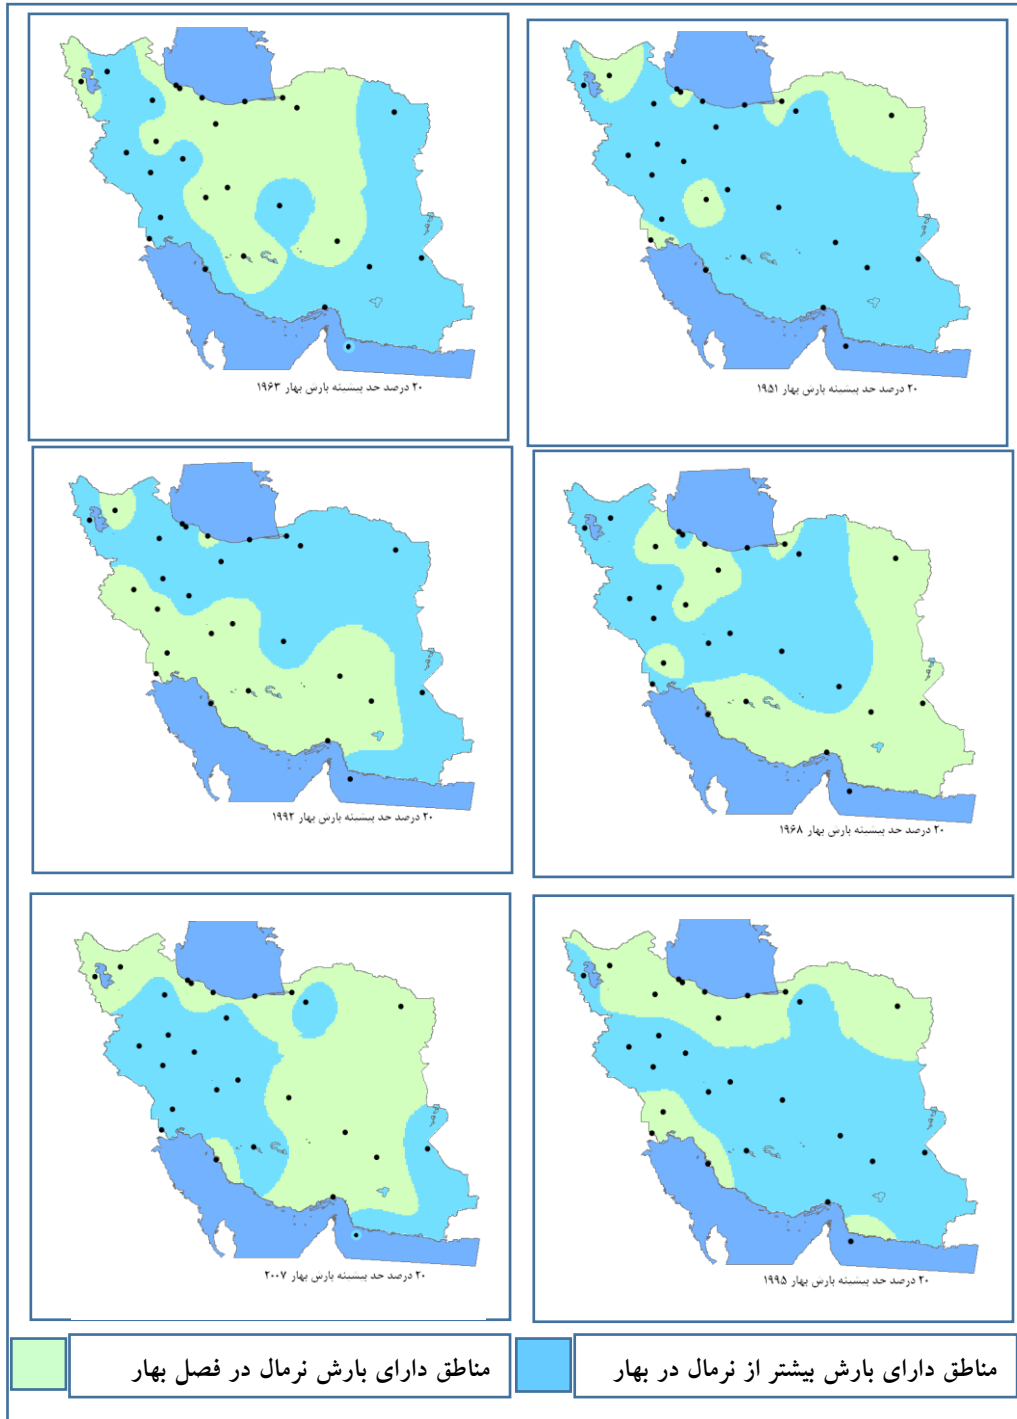 ۲۰ درصد حد بیشینه بارش بهار ۱۹۵۱
۲۰ درصد حد بیشینه بارش بهار ۱۹۶۳
۲۰ درصد حد بیشینه بارش بهار ۱۹۶۸
۲۰ درصد حد بیشینه بارش بهار ۱۹۹۲
۲۰ درصد حد بیشینه بارش بهار ۱۹۹۵
۲۰ درصد حد بیشینه بارش بهار ۲۰۰۷
مناطق دارای بارش بیشتر از نرمال در بهار
مناطق دارای بارش نرمال در فصل بهار